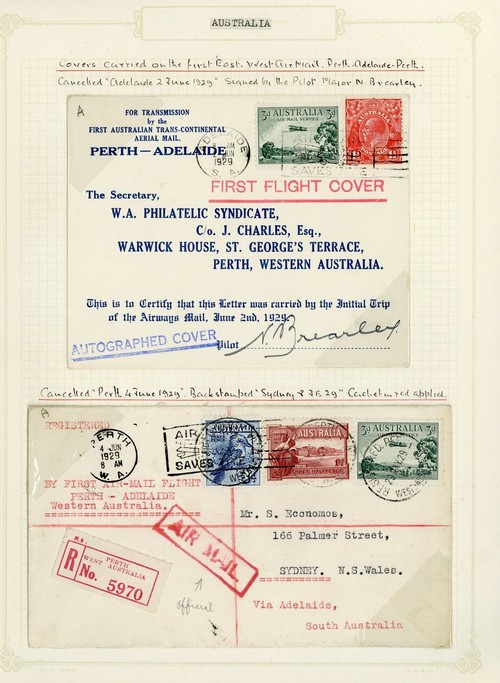 AUSTRALIA
Covers carried on the first East-West Air Mail. Perth-Adelaide-Perth.
Cancelled "Adelaide 2 June 1929" Signed by the Pilot Major N. Brearley.
A
FOR TRANSMISSION
by the
FIRST AUSTRALIAN TRANS-CONTINENTAL
AERIAL MAIL.
PERTH—ADELAIDE
ADELAIDE
1929
S. A.
3d AUSTRALIA 3d
AIR MAIL SERVICE
AUSTRALIA
AIR
SAVES
FIRST FLIGHT COVER
The Secretary,
W.A. PHILATELIC SYNDICATE,
C/o. J. CHARLES, Esq.,
WARWICK HOUSE, ST. GEORGE'S TERRACE,
PERTH, WESTERN AUSTRALIA.
This is to Certify that this Letter was carried by the Initial Trip
of the Airways Mail, June 2nd, 1929.
AUTOGRAPHED COVER
Pilot N. Brearley
Cancelled "Perth 4 June 1929". Backstamped "Sydney 8 JE 29" Cachet in red applied.
A
REGISTERED
PERTH
4 JUN
1929
8 AM
W. A.
AIR
SAVES
AUSTRALIA
3d AUSTRALIA 3d
BY FIRST AIR-MAIL FLIGHT
PERTH - ADELAIDE
Western Australia.
AIR MAIL
Mr. S. Economos,
166 Palmer Street,
SYDNEY. N.S.Wales.
R
PERTH
WEST AUSTRALIA
No. 5970
official
Via Adelaide,
South Australia